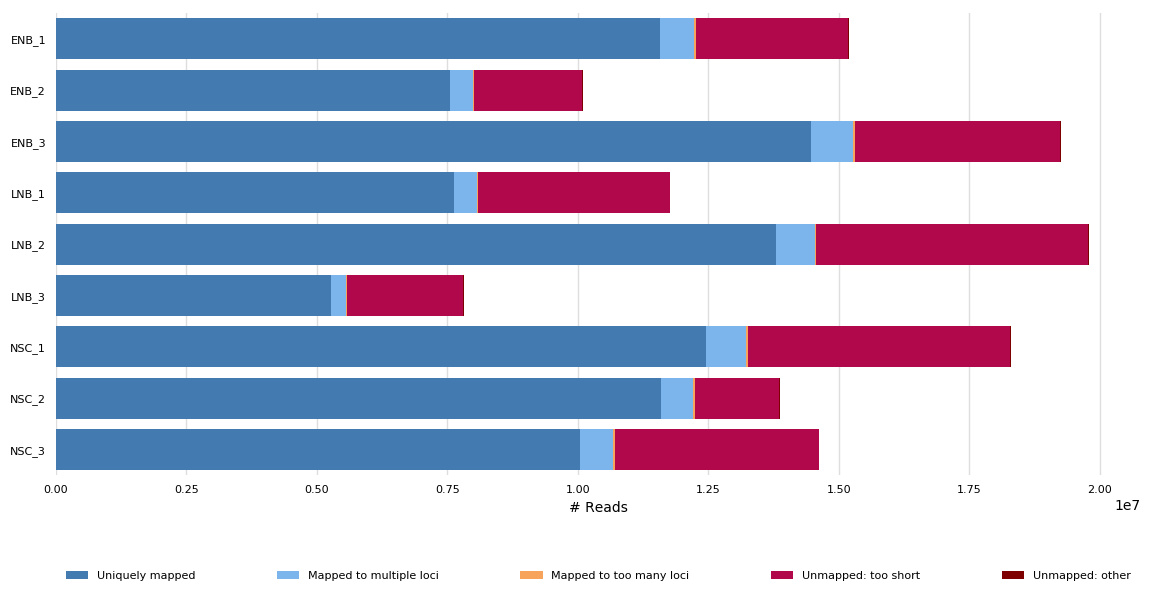 ENB_1
ENB_2
ENB_3
LNB_1
LNB_2
LNB_3
NSC_1
NSC_2
NSC_3
0.00 0.25 0.50 0.75 1.00 1.25 1.50 1.75 2.00
# Reads
1e7
Uniquely mapped Mapped to multiple loci Mapped to too many loci Unmapped: too short Unmapped: other